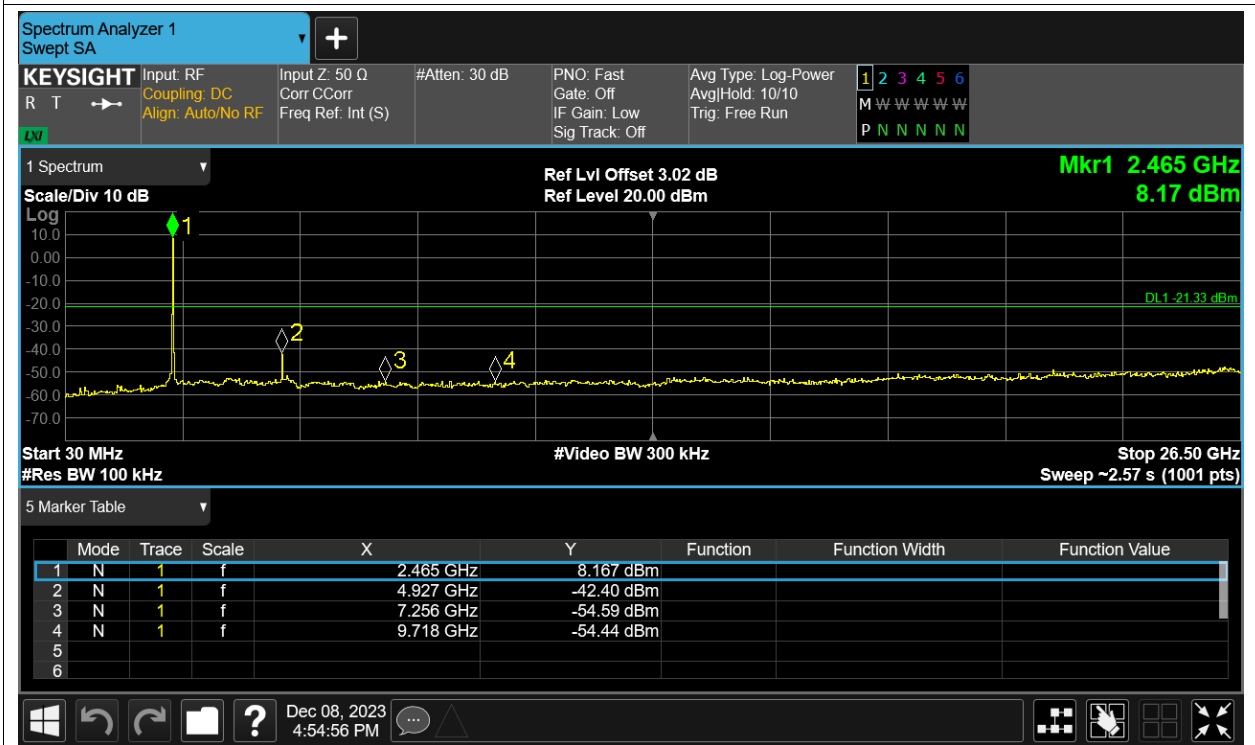 Spectrum Analyzer 1
Swept SA
KEYSIGHT
R T
LXI
Input: RF
Coupling: DC
Align: Auto/No RF
Input Z: 50 Ω
Corr CCorr
Freq Ref: Int (S)
#Atten: 30 dB
PNO: Fast
Gate: Off
IF Gain: Low
Sig Track: Off
Avg Type: Log-Power
Avg|Hold: 10/10
Trig: Free Run
1 2 3 4 5 6
M W W W W W
P N N N N N
1 Spectrum
Scale/Div 10 dB
Ref Lvl Offset 3.02 dB
Ref Level 20.00 dBm
Mkr1 2.465 GHz
8.17 dBm
Log
10.0
0.00
-10.0
-20.0
-30.0
-40.0
-50.0
-60.0
-70.0
1
2
3
4
DL1 -21.33 dBm
Start 30 MHz
#Video BW 300 kHz
Stop 26.50 GHz
#Res BW 100 kHz
Sweep ~2.57 s (1001 pts)
5 Marker Table
Mode Trace Scale X Y Function Function Width Function Value
1 N 1 f 2.465 GHz 8.167 dBm
2 N 1 f 4.927 GHz -42.40 dBm
3 N 1 f 7.256 GHz -54.59 dBm
4 N 1 f 9.718 GHz -54.44 dBm
5
6
?
Dec 08, 2023
4:54:56 PM